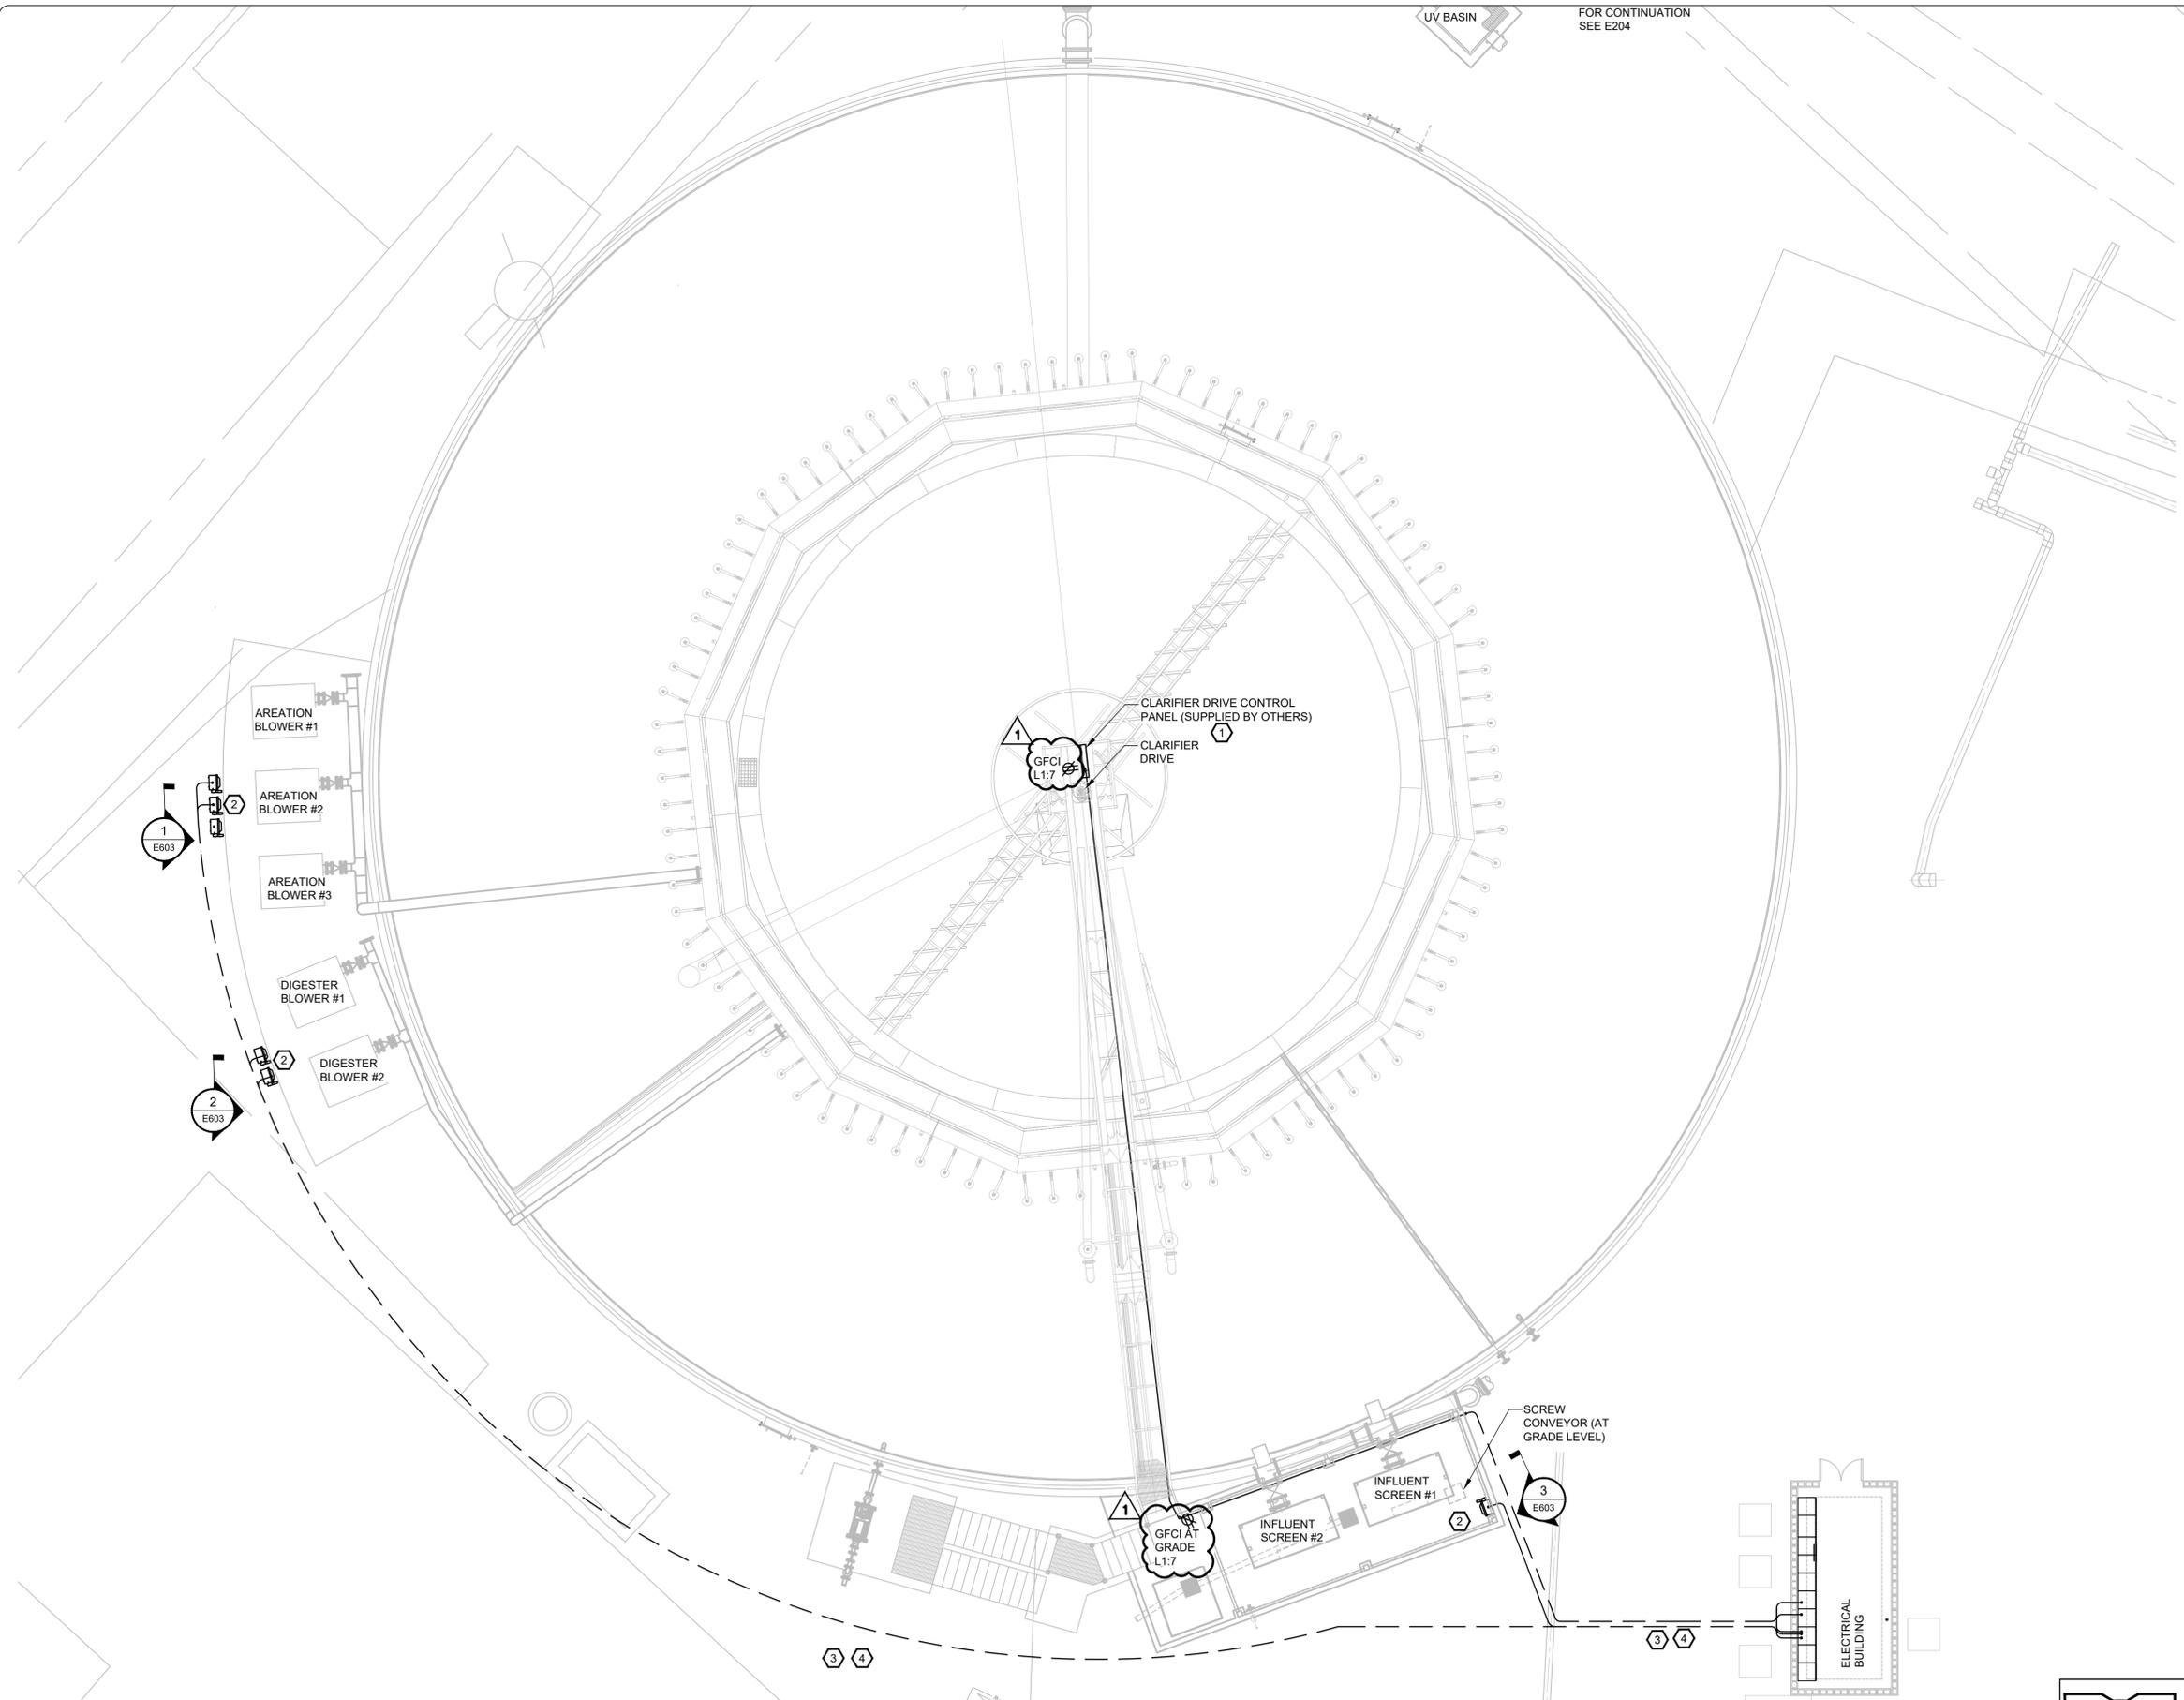 UV BASIN
FOR CONTINUATION
SEE E204
CLARIFIER DRIVE CONTROL
PANEL (SUPPLIED BY OTHERS)
1
CLARIFIER
DRIVE
1
GFCI
L1:7
AREATION
BLOWER #1
AREATION
BLOWER #2
2
1
E603
AREATION
BLOWER #3
DIGESTER
BLOWER #1
DIGESTER
BLOWER #2
2
2
E603
SCREW
CONVEYOR (AT
GRADE LEVEL)
INFLUENT
SCREEN #1
3
E603
2
INFLUENT
SCREEN #2
1
GFCI AT
GRADE
L1:7
ELECTRICAL
BUILDING
3 4
3 4